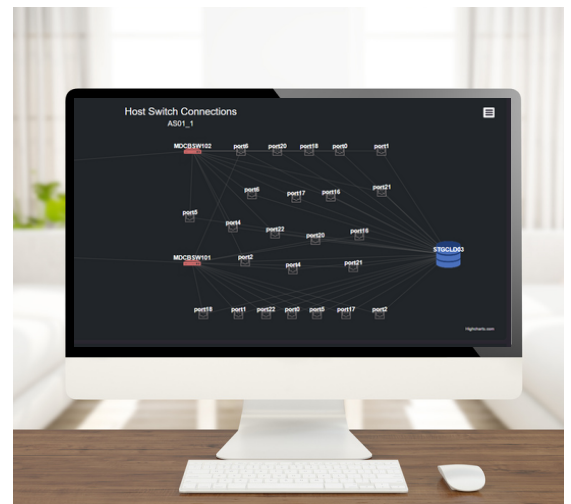 Host Switch Connections
AS01_1
MDCBSW102 port6 port20 port18 port0 port1
port6 port17 port16 port21
port5 port4 port22 port20 port16
STGCLD03
MDCBSW101 port2 port4 port21
port18 port1 port22 port0 port5 port17 port2
Highcharts.com